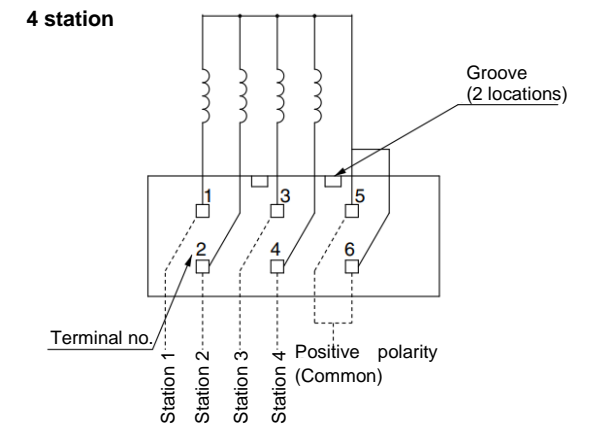 4 station
Groove
(2 locations)
1
3
5
2
4
6
Terminal no.
Station 1
Station 2
Station 3
Station 4
Positive polarity
(Common)